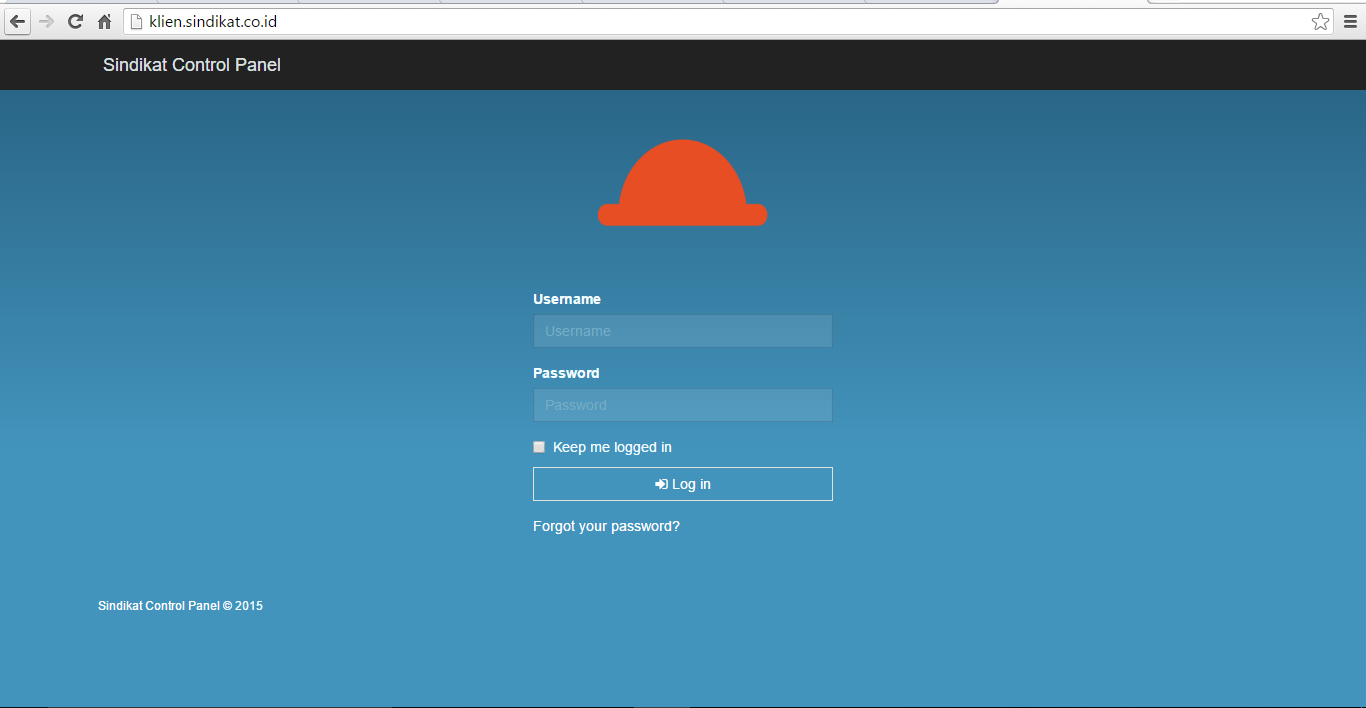 klien.sindikat.co.id
Sindikat Control Panel
Username
Username
Password
Password
Keep me logged in
Log in
Forgot your password?
Sindikat Control Panel © 2015